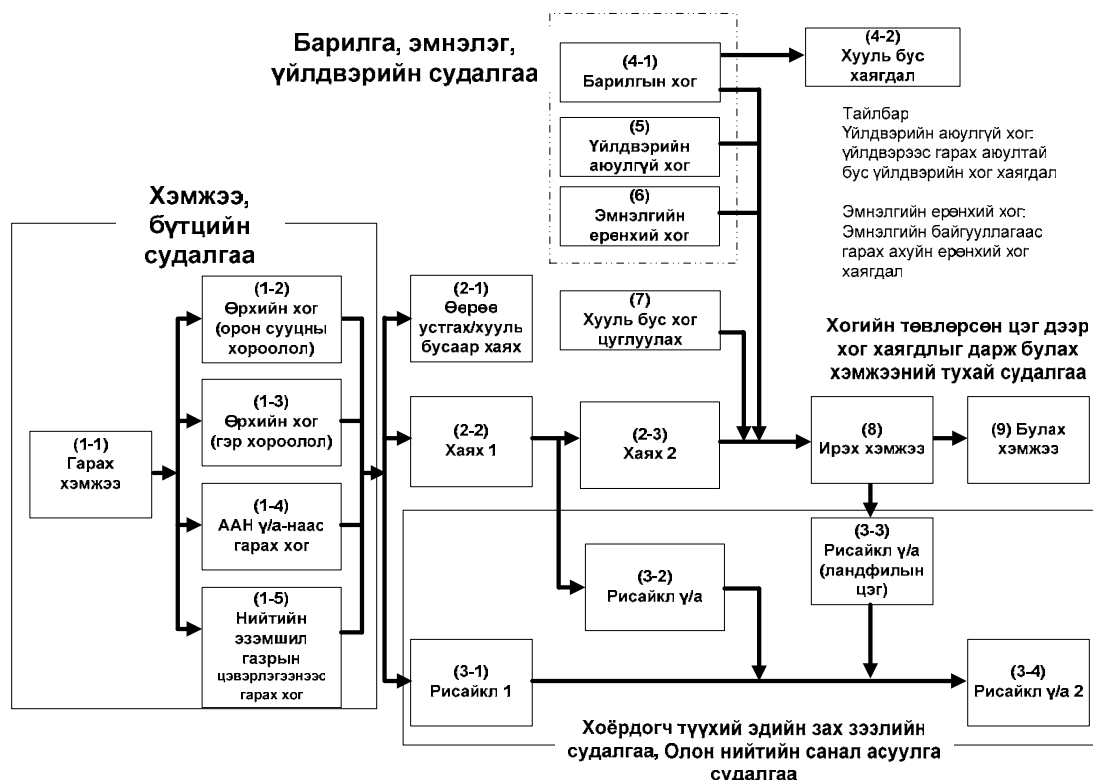 Барилга, эмнэлэг,
үйлдвэрийн судалгаа
(4-1)
Барилгын хог
(4-2)
Хууль бус
хаягдал
(5)
Үйлдвэрийн
аюулгүй хог
(6)
Эмнэлгийн
ерөнхий хог
Тайлбар
Үйлдвэрийн аюулгүй хог:
үйлдвэрээс гарах аюултай
бус үйлдвэрийн хог хаягдал
Эмнэлгийн ерөнхий хог:
Эмнэлгийн байгууллагаас
гарах ахуйн ерөнхий хог
хаягдал
Хэмжээ,
бүтцийн
судалгаа
(1-1)
Гарах
хэмжээ
(1-2)
Өрхийн хог
(орон сууцны
хороолол)
(1-3)
Өрхийн хог
(гэр хороолол)
(1-4)
ААН ү/а-наас
гарах хог
(1-5)
Нийтийн
эзэмшил
газрын
цэвэрлэгээнээс
гарах хог
(2-1)
Өөрөө
устгах/хууль
бусаар хаях
(7)
Хууль бус хог
цуглуулах
Хогийн төвлөрсөн цэг дээр
хог хаягдлыг дарж булах
хэмжээний тухай судалгаа
(2-2)
Хаях 1
(2-3)
Хаях 2
(8)
Ирэх хэмжээ
(9) Булах
хэмжээ
(3-2)
Рисайкл ү/а
(3-3)
Рисайкл ү/а
(ландфилын
цэг)
(3-1)
Рисайкл 1
(3-4)
Рисайкл ү/а 2
Хоёрдогч түүхий эдийн зах зээлийн
судалгаа, Олон нийтийн санал асуулга
судалгаа